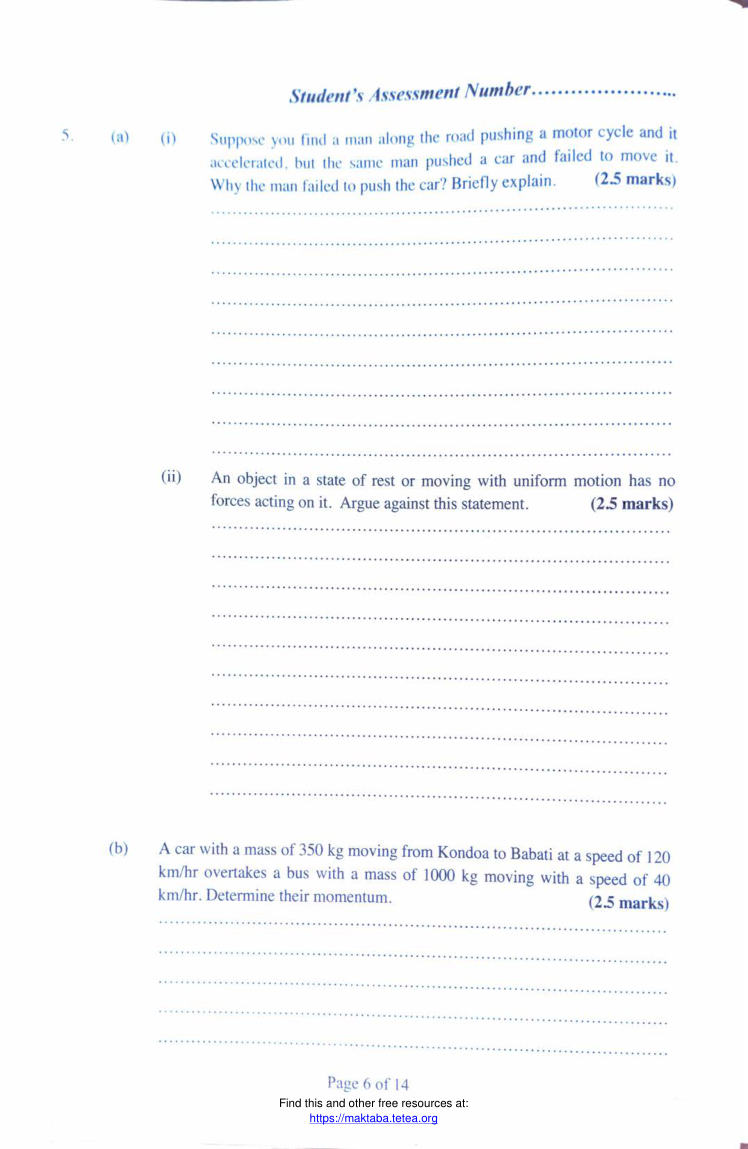 Student's Assessment Number.......................
5. (a) (i) Suppose you find a man along the road pushing a motor cycle and it
accelerated, but the same man pushed a car and failed to move it.
Why the man failed to push the car? Briefly explain. (2.5 marks)
(ii) An object in a state of rest or moving with uniform motion has no
forces acting on it. Argue against this statement. (2.5 marks)
(b) A car with a mass of 350 kg moving from Kondoa to Babati at a speed of 120
km/hr overtakes a bus with a mass of 1000 kg moving with a speed of 40
km/hr. Determine their momentum. (2.5 marks)
Page 6 of 14
Find this and other free resources at:
https://maktaba.tetea.org